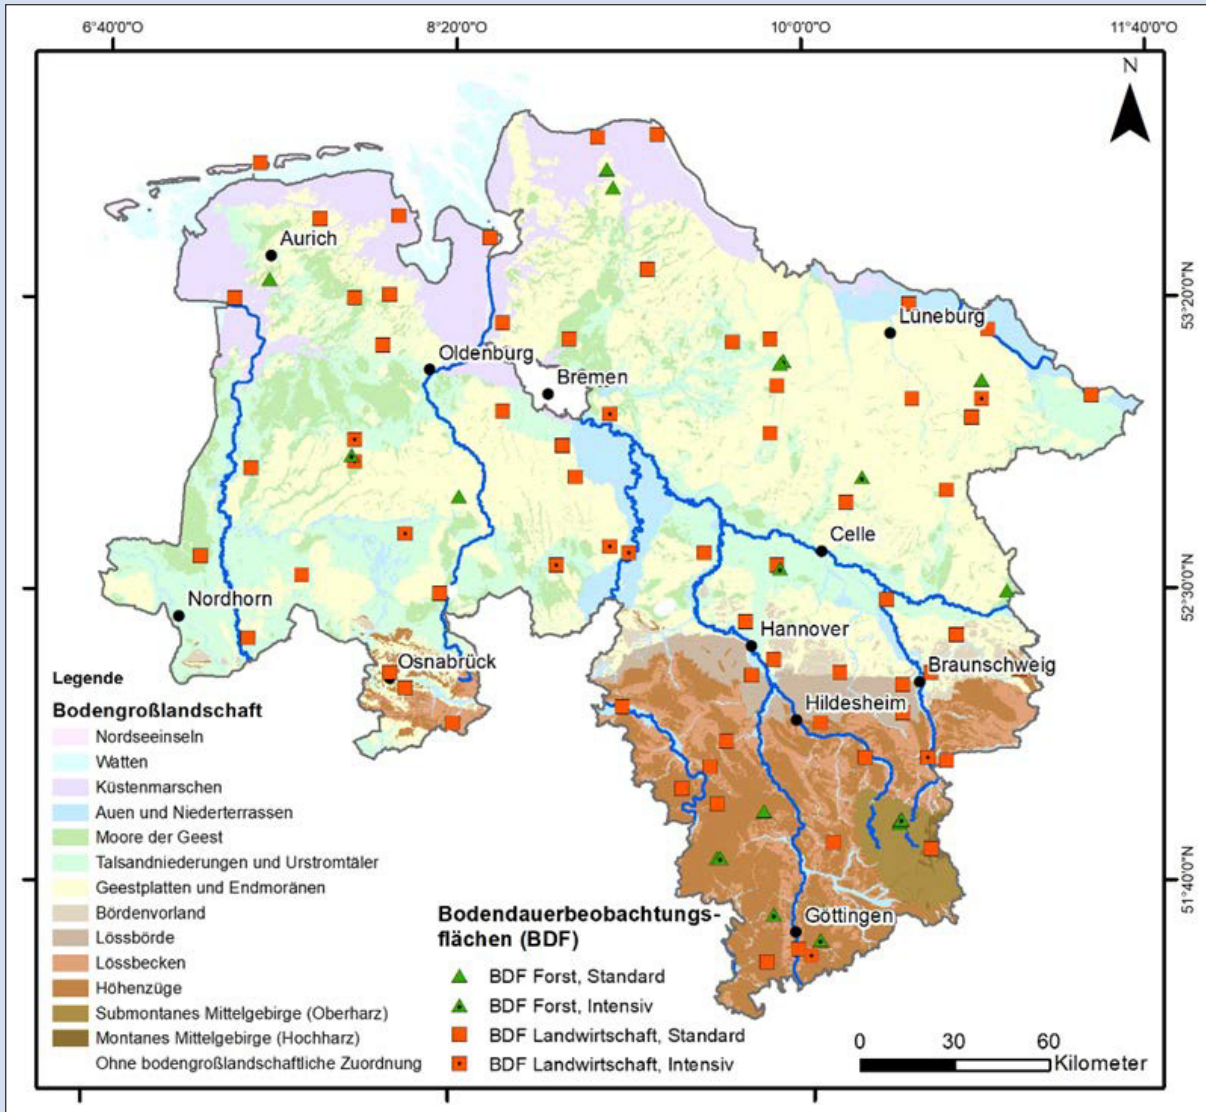 6°40'0"O
8°20'0"O
10°0'0"O
11°40'0"O
N
Aurich
53°20'0"N
Lüneburg
Oldenburg
Bremen
Celle
52°30'0"N
Nordhorn
Hannover
Osnabrück
Braunschweig
Hildesheim
51°40'0"N
Göttingen
Legende
Bodengroßlandschaft
Nordseeinseln
Watten
Küstenmarschen
Auen und Niederterrassen
Moore der Geest
Talsandniederungen und Urstromtäler
Geestplatten und Endmoränen
Bördenvorland
Lössbörde
Lössbecken
Höhenzüge
Submontanes Mittelgebirge (Oberharz)
Montanes Mittelgebirge (Hochharz)
Ohne bodengroßlandschaftliche Zuordnung
Bodendauerbeobachtungs-
flächen (BDF)
BDF Forst, Standard
BDF Forst, Intensiv
BDF Landwirtschaft, Standard
BDF Landwirtschaft, Intensiv
0 30 60
Kilometer